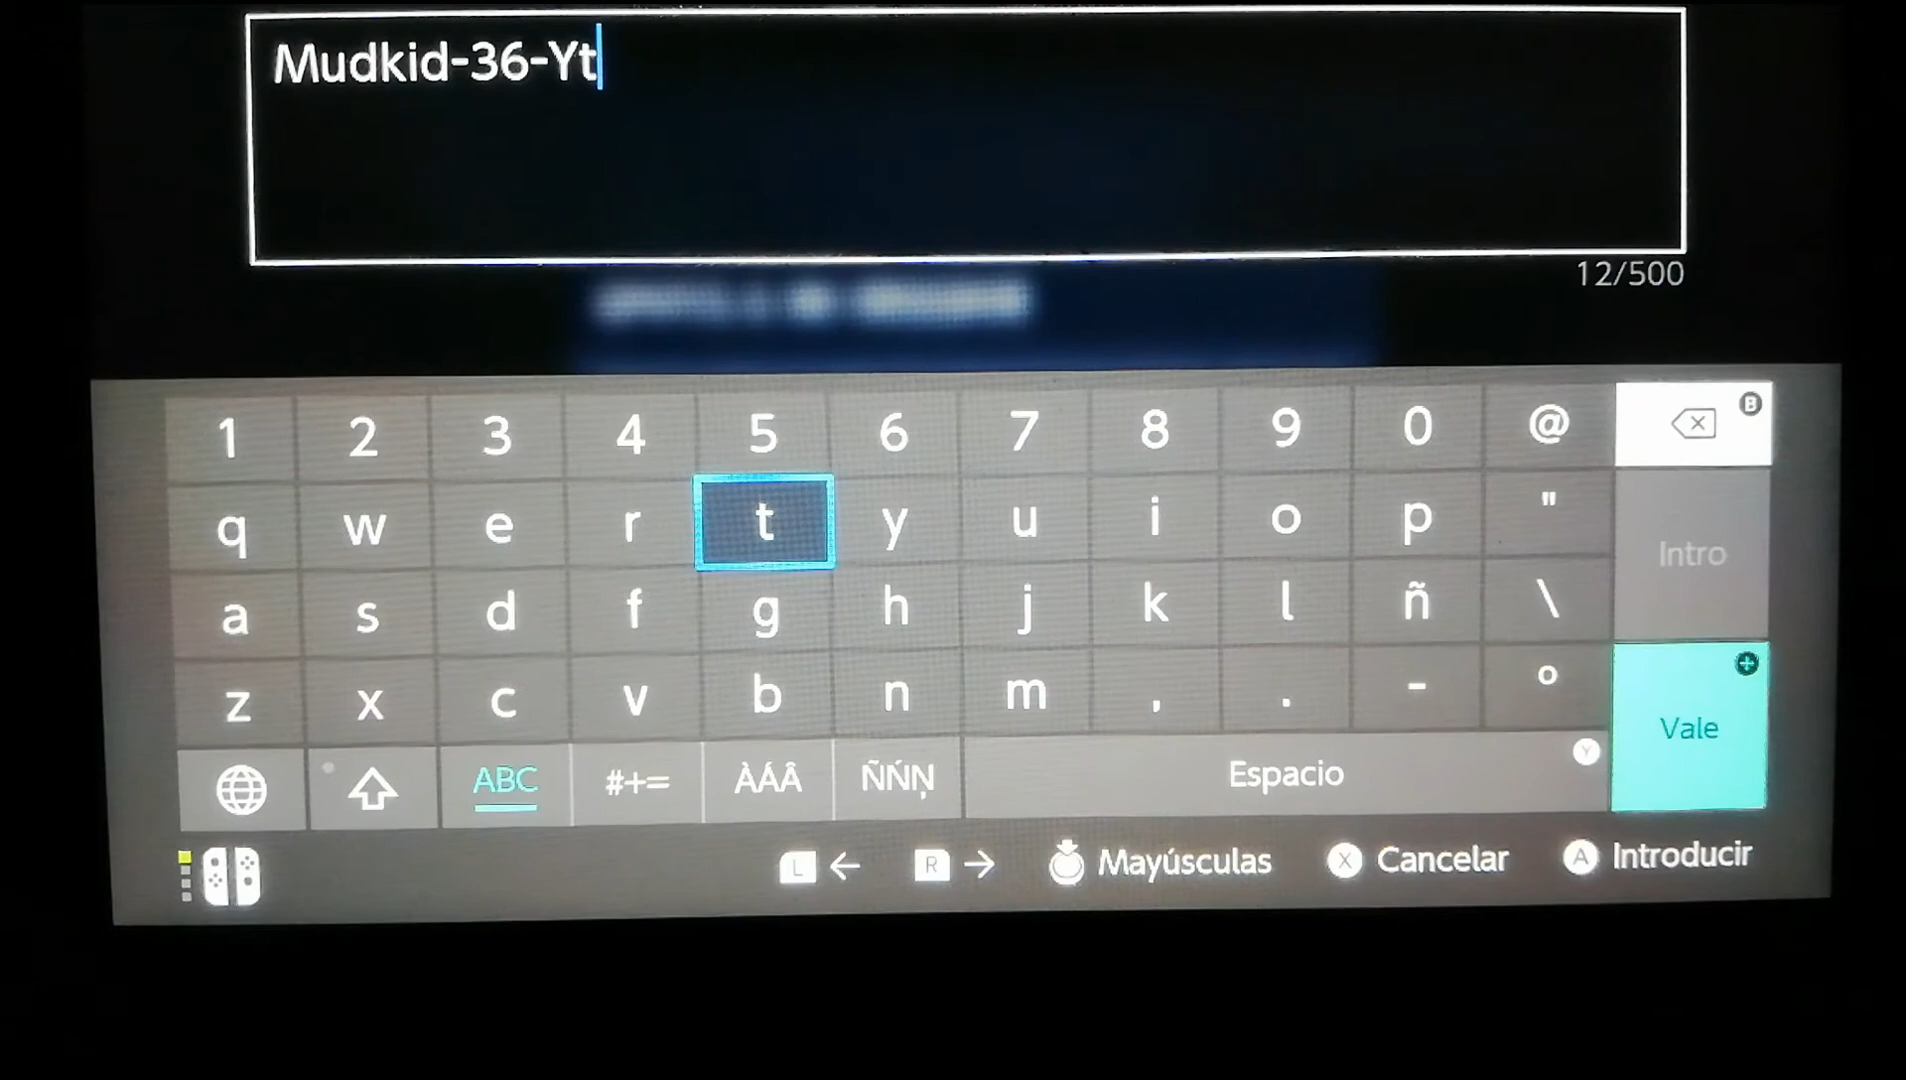 Mudkid-36-Yt
12/500
1 2 3 4 5 6 7 8 9 0 @ B
q w e r t y u i o p " Intro
a s d f g h j k l ñ \
z x c v b n m , . - º Vale
ABC #+= ÀÁÂ ÑŃŅ Espacio Y
L ← R → Mayúsculas X Cancelar A Introducir